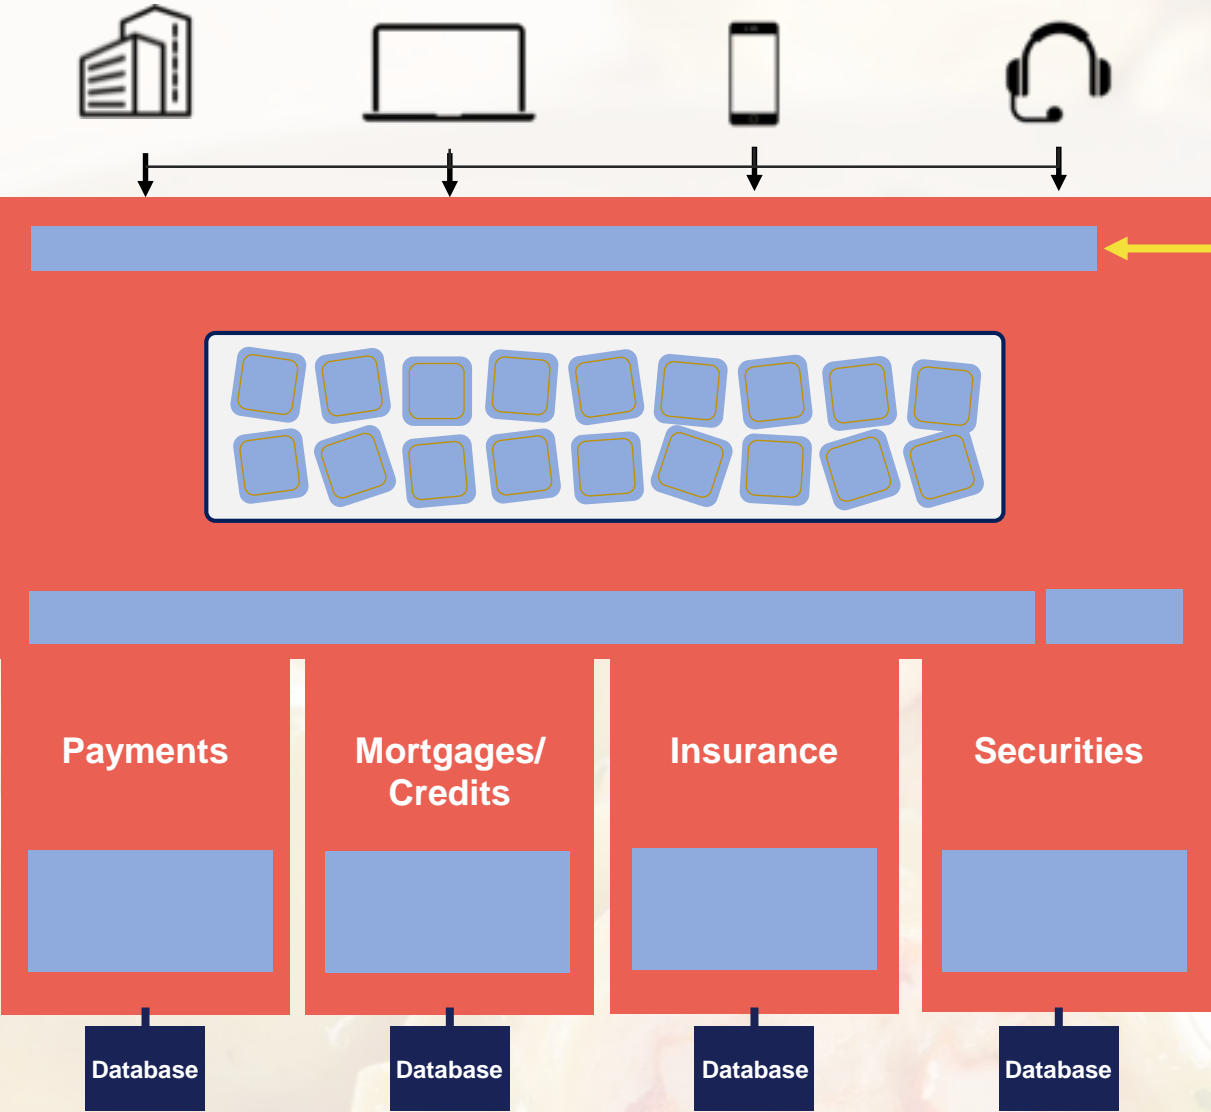 Payments
Mortgages/
Credits
Insurance
Securities
Database
Database
Database
Database